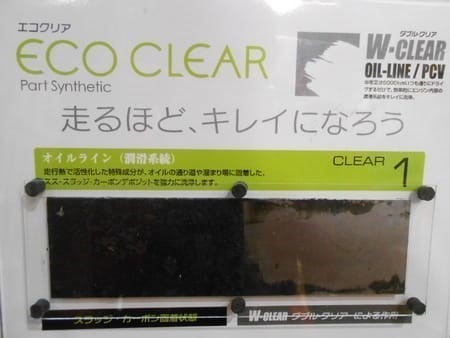 エコクリア
ECO CLEAR
Part Synthetic
ダブル・クリア
W-CLEAR
OIL-LINE / PCV
走るほど、キレイになろう
オイルライン（潤滑系統）
CLEAR 1
走行熱で活性化した特殊成分が、オイルの通り道や溜まり場に固着した、
スス・スラッジ・カーボンデポジットを強力に洗浄します。
スラッジ・カーボン固着状態
W-CLEAR ダブル・クリアーによる作用